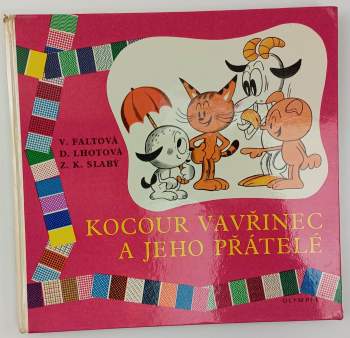 V. FALTOVÁ
D. LHOTOVÁ
Z. K. SLABÝ
KOCOUR VAVŘINEC
A JEHO PŘÁTELÉ
OLYMPIA